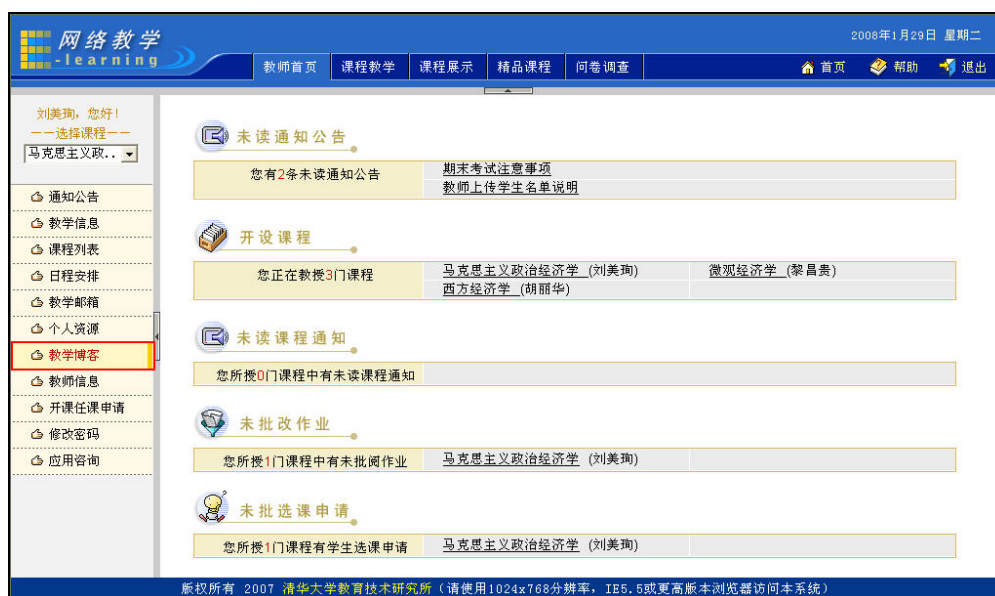 网络教学
-learning
2008年1月29日 星期二
教师首页 课程教学 课程展示 精品课程 问卷调查 首页 帮助 退出
刘美珣，您好！
——选择课程——
马克思主义政..
通知公告
教学信息
课程列表
日程安排
教学邮箱
个人资源
教学博客
教师信息
开课任课申请
修改密码
应用咨询
未读通知公告
您有2条未读通知公告 期末考试注意事项
教师上传学生名单说明
开设课程
您正在教授3门课程 马克思主义政治经济学 (刘美珣) 微观经济学 (黎昌贵)
西方经济学 (胡丽华)
未读课程通知
您所授0门课程中有未读课程通知
未批改作业
您所授1门课程中有未批阅作业 马克思主义政治经济学 (刘美珣)
未批选课申请
您所授1门课程有学生选课申请 马克思主义政治经济学 (刘美珣)
版权所有 2007 清华大学教育技术研究所（请使用1024x768分辨率，IE5.5或更高版本浏览器访问本系统）